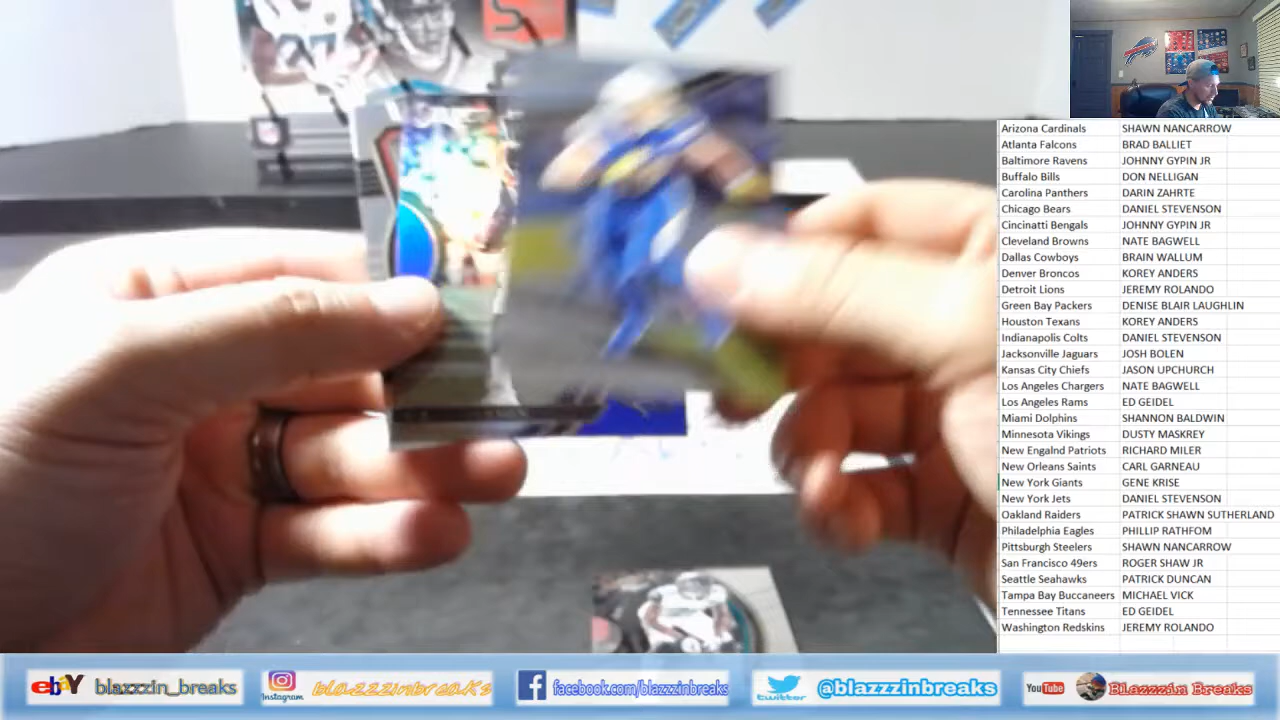 Arizona Cardinals SHAWN NANCARROW
Atlanta Falcons BRAD BALLIET
Baltimore Ravens JOHNNY GYPIN JR
Buffalo Bills DON NELLIGAN
Carolina Panthers DARIN ZAHRTE
Chicago Bears DANIEL STEVENSON
Cincinatti Bengals JOHNNY GYPIN JR
Cleveland Browns NATE BAGWELL
Dallas Cowboys BRAIN WALLUM
Denver Broncos KOREY ANDERS
Detroit Lions JEREMY ROLANDO
Green Bay Packers DENISE BLAIR LAUGHLIN
Houston Texans KOREY ANDERS
Indianapolis Colts DANIEL STEVENSON
Jacksonville Jaguars JOSH BOLEN
Kansas City Chiefs JASON UPCHURCH
Los Angeles Chargers NATE BAGWELL
Los Angeles Rams ED GEIDEL
Miami Dolphins SHANNON BALDWIN
Minnesota Vikings DUSTY MASKREY
New Engalnd Patriots RICHARD MILER
New Orleans Saints CARL GARNEAU
New York Giants GENE KRISE
New York Jets DANIEL STEVENSON
Oakland Raiders PATRICK SHAWN SUTHERLAND
Philadelphia Eagles PHILLIP RATHFOM
Pittsburgh Steelers SHAWN NANCARROW
San Francisco 49ers ROGER SHAW JR
Seattle Seahawks PATRICK DUNCAN
Tampa Bay Buccaneers MICHAEL VICK
Tennessee Titans ED GEIDEL
Washington Redskins JEREMY ROLANDO
ebaY blazzzin_breaks
Instagram blazzzinbreaks
facebook.com/blazzzinbreaks
twitter @blazzzinbreaks
YouTube Blazzzin Breaks